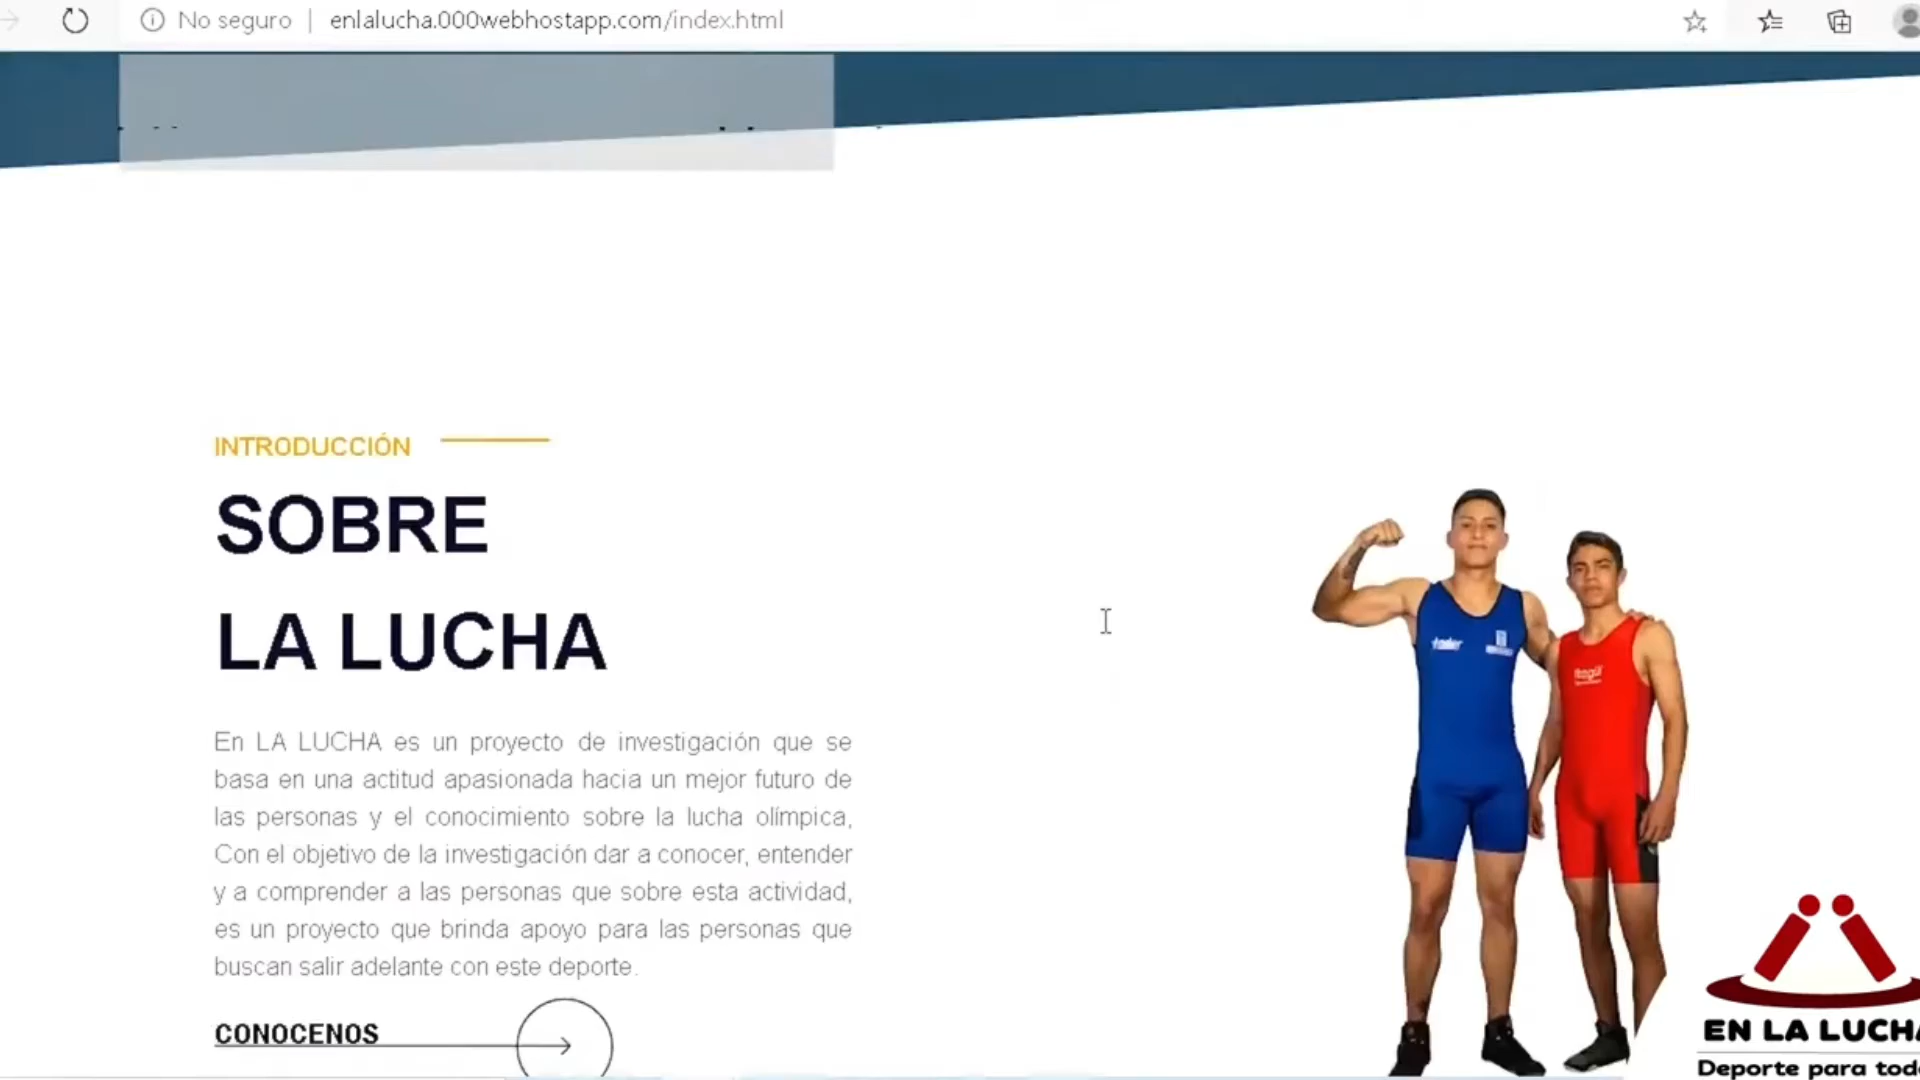 No seguro | enlalucha.000webhostapp.com/index.html
INTRODUCCIÓN
SOBRE
LA LUCHA
En LA LUCHA es un proyecto de investigación que se
basa en una actitud apasionada hacia un mejor futuro de
las personas y el conocimiento sobre la lucha olímpica,
Con el objetivo de la investigación dar a conocer, entender
y a comprender a las personas que sobre esta actividad,
es un proyecto que brinda apoyo para las personas que
buscan salir adelante con este deporte.
CONOCENOS
EN LA LUCHA
Deporte para tod